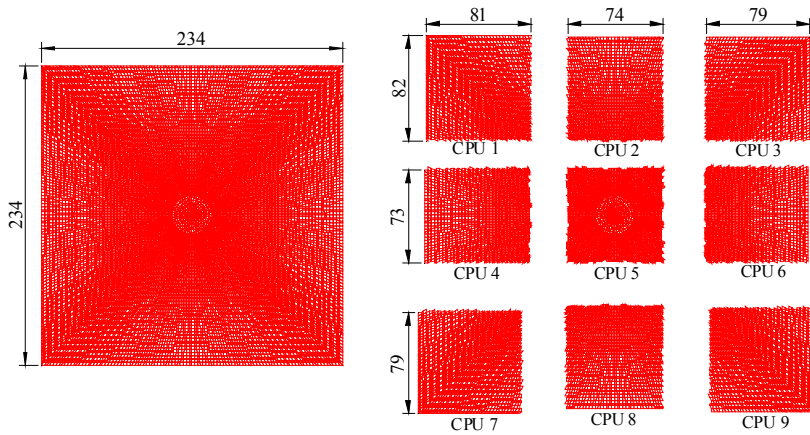 234
234
81
74
79
82
CPU 1
CPU 2
CPU 3
73
CPU 4
CPU 5
CPU 6
79
CPU 7
CPU 8
CPU 9